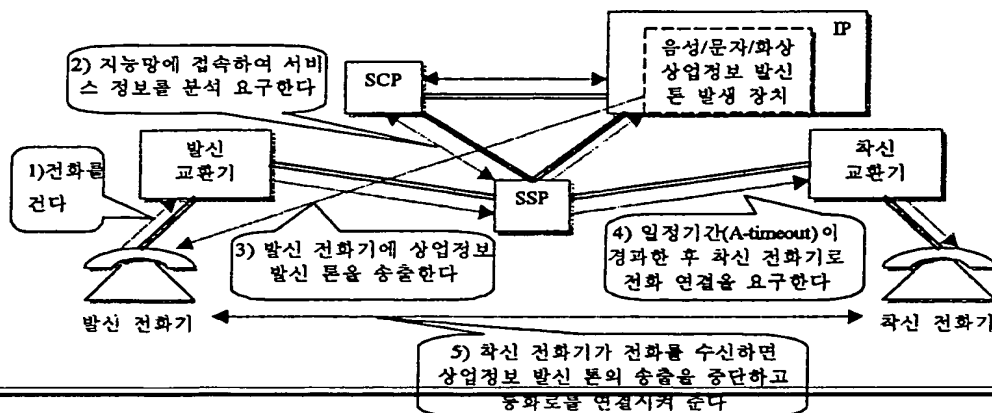 IP
음성/문자/화상
상업정보 발신
톤 발생 장치
2) 지능망에 접속하여 서비
스 정보를 분석 요구한다
SCP
발신
교환기
착신
교환기
1)전화를
건다
SSP
3) 발신 전화기에 상업정보
발신 톤을 송출한다
4) 일정기간(A-timeout)이
경과한 후 착신 전화기로
전화 연결을 요구한다
발신 전화기
착신 전화기
5) 착신 전화기가 전화를 수신하면
상업정보 발신 톤의 송출을 중단하고
통화로를 연결시켜 준다